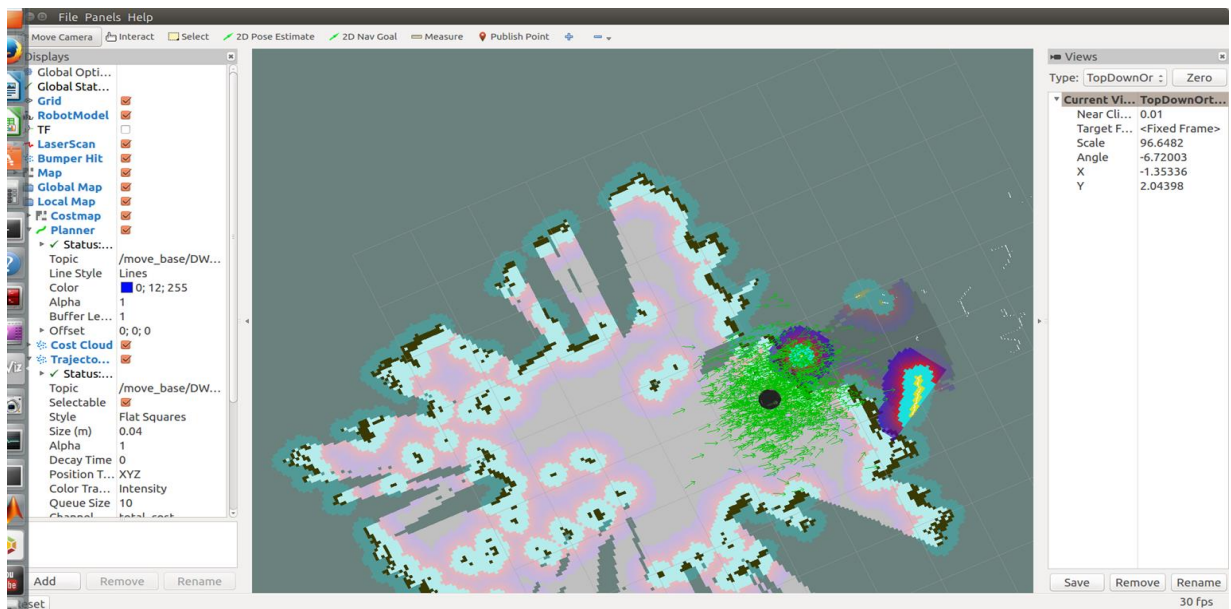 File Panels Help
Move Camera Interact Select 2D Pose Estimate 2D Nav Goal Measure Publish Point
Displays
Global Opti...
Global Stat...
Grid
RobotModel
TF
LaserScan
Bumper Hit
Map
Global Map
Local Map
Costmap
Planner
Status:...
Topic /move_base/DW...
Line Style Lines
Color 0; 12; 255
Alpha 1
Buffer Le... 1
Offset 0; 0; 0
Cost Cloud
Trajecto...
Status:...
Topic /move_base/DW...
Selectable
Style Flat Squares
Size (m) 0.04
Alpha 1
Decay Time 0
Position T... XYZ
Color Tra... Intensity
Queue Size 10
Channel total_cost
Add Remove Rename
Views
Type: TopDownOr Zero
Current Vi... TopDownOrt...
Near Cli... 0.01
Target F... <Fixed Frame>
Scale 96.6482
Angle -6.72003
X -1.35336
Y 2.04398
Save Remove Rename
30 fps